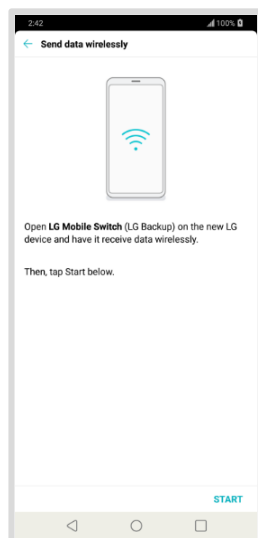 2:42 100%
Send data wirelessly
Open LG Mobile Switch (LG Backup) on the new LG
device and have it receive data wirelessly.
Then, tap Start below.
START